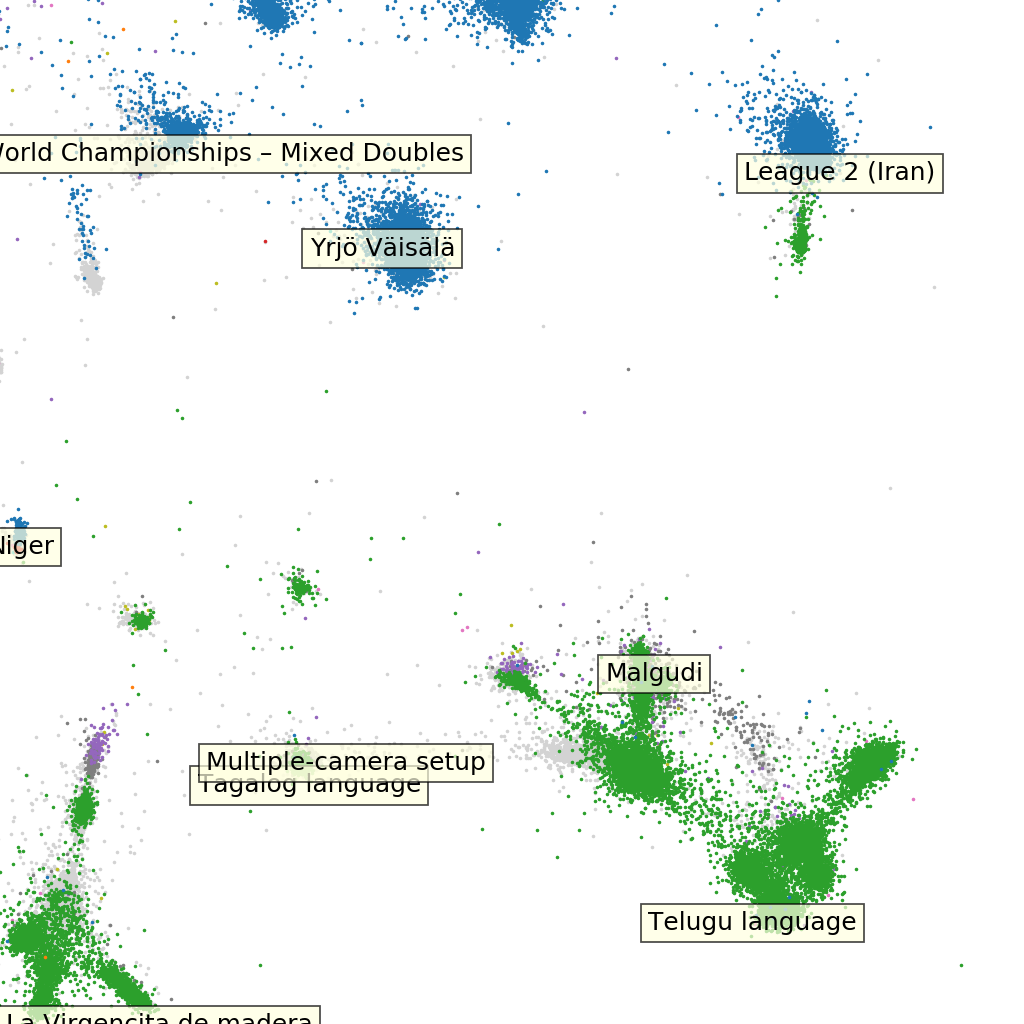 World Championships – Mixed Doubles
League 2 (Iran)
Yrjö Väisälä
Niger
Malgudi
Multiple-camera setup
Tagalog language
Telugu language
La Virgencita de madera